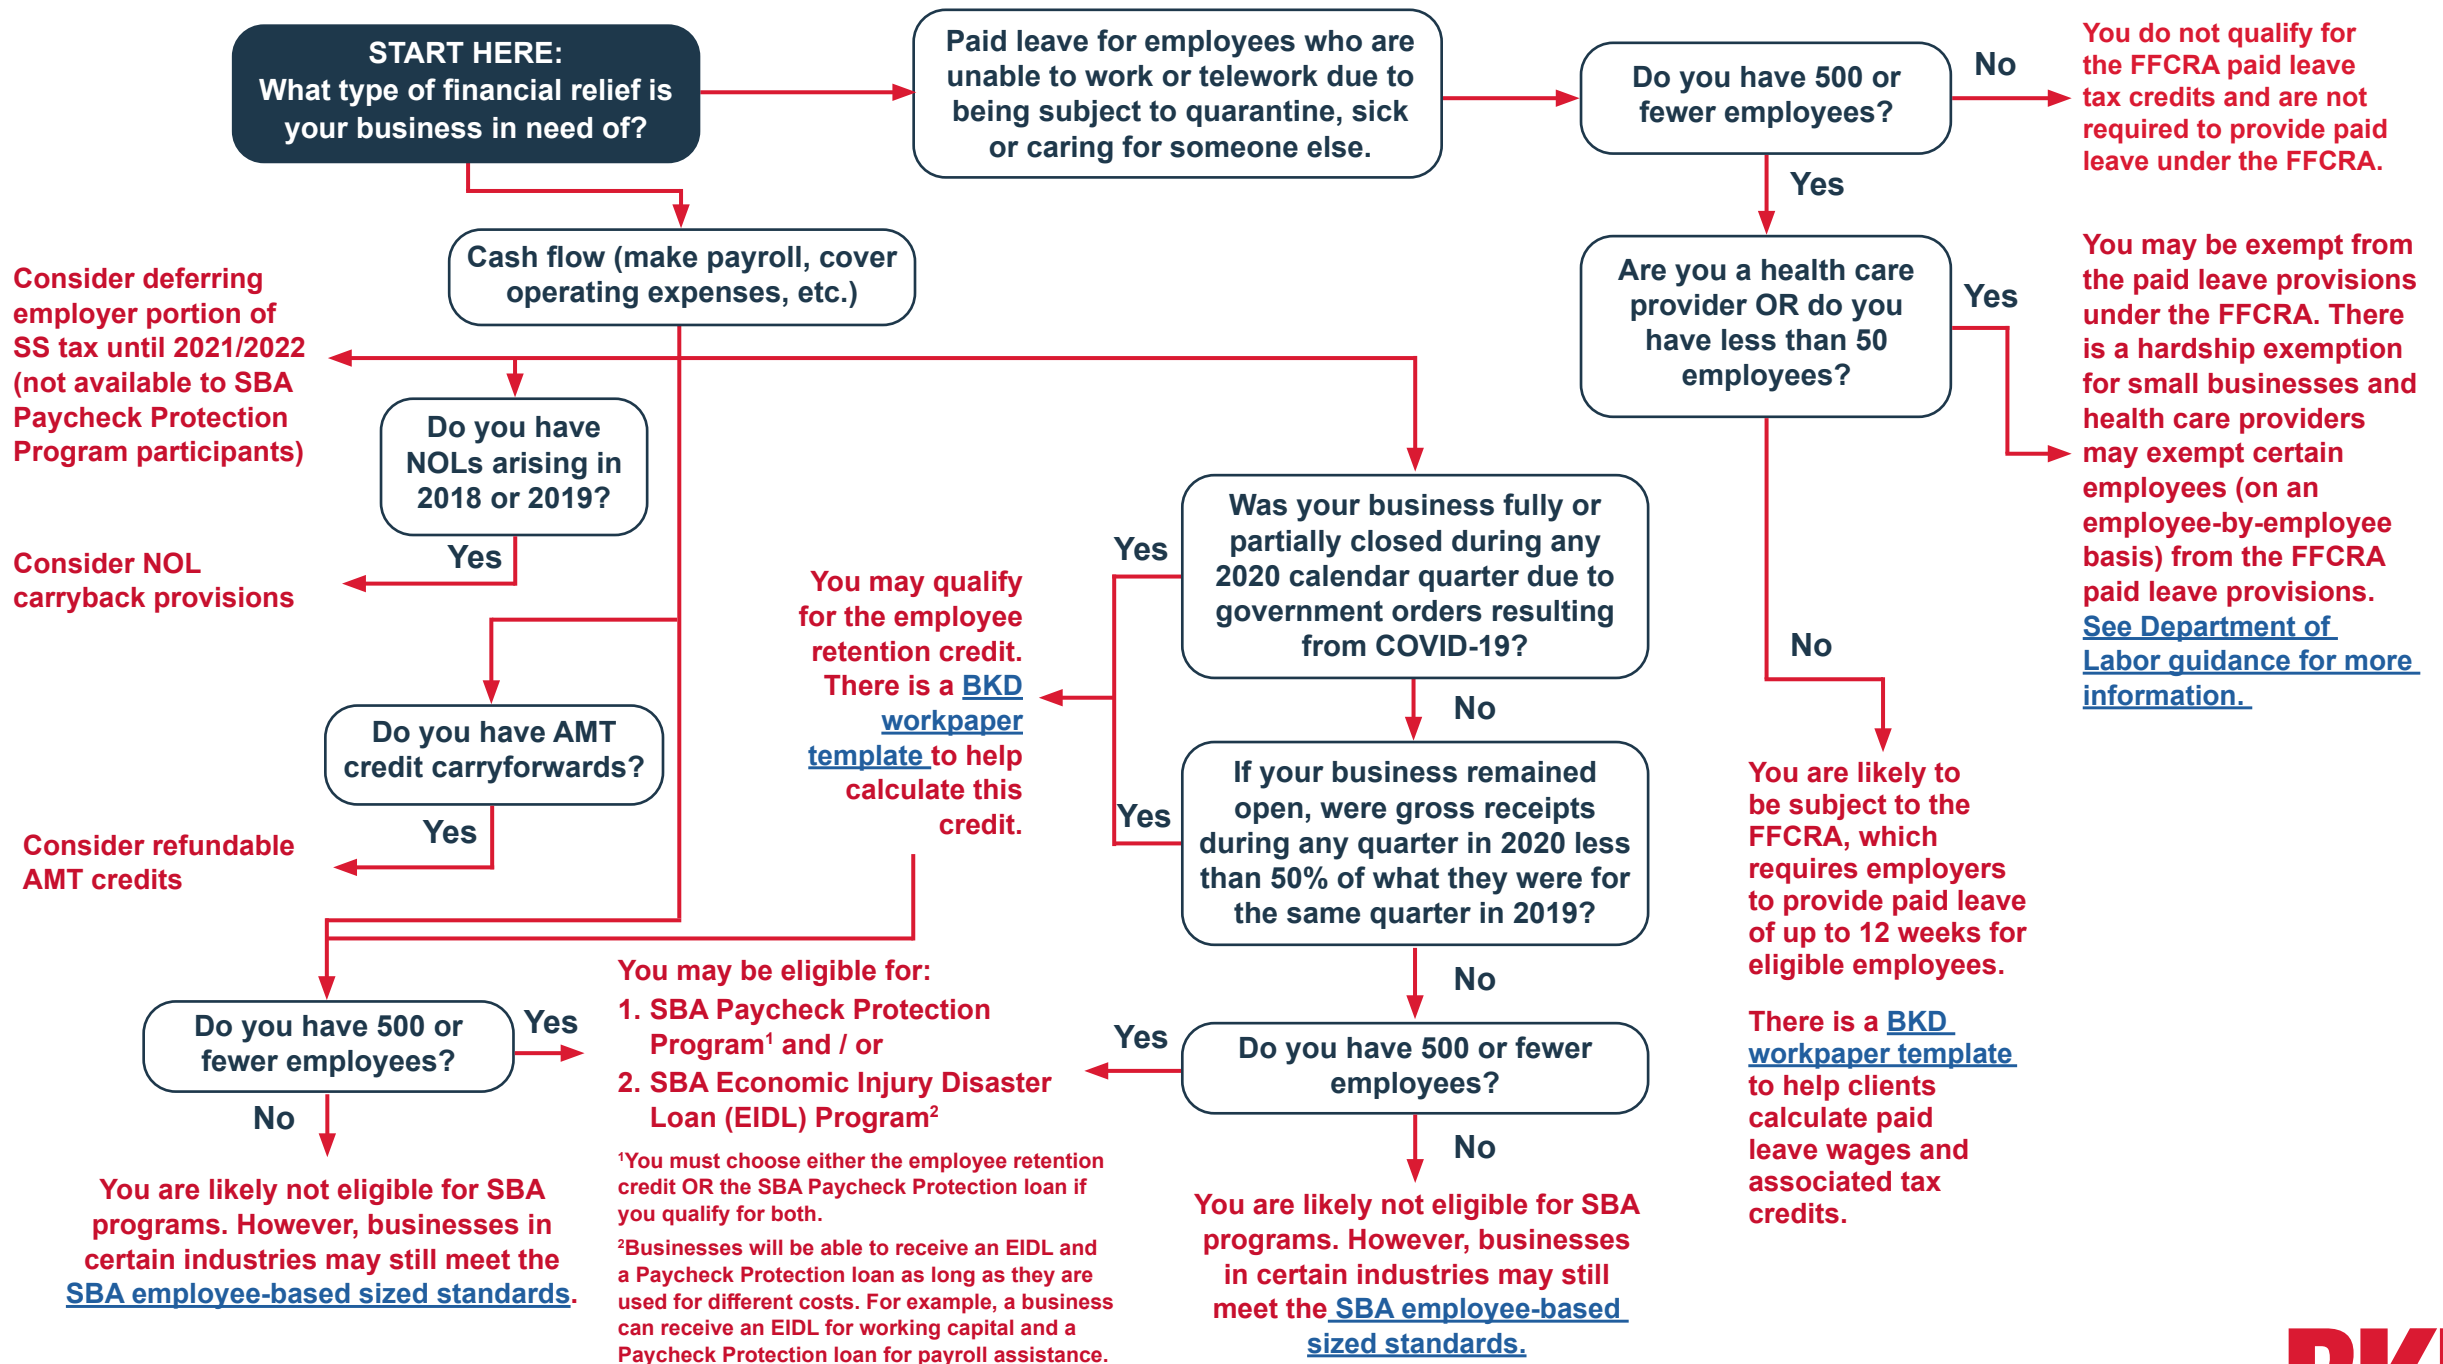 START HERE:
What type of financial relief is
your business in need of?
Paid leave for employees who are
unable to work or telework due to
being subject to quarantine, sick
or caring for someone else.
Do you have 500 or
fewer employees?
No
You do not qualify for
the FFCRA paid leave
tax credits and are not
required to provide paid
leave under the FFCRA.
Yes
Are you a health care
provider OR do you
have less than 50
employees?
Yes
You may be exempt from
the paid leave provisions
under the FFCRA. There
is a hardship exemption
for small businesses and
health care providers
may exempt certain
employees (on an
employee-by-employee
basis) from the FFCRA
paid leave provisions.
See Department of
Labor guidance for more
information.
No
You are likely to
be subject to the
FFCRA, which
requires employers
to provide paid leave
of up to 12 weeks for
eligible employees.
There is a BKD
workpaper template
to help clients
calculate paid
leave wages and
associated tax
credits.
Cash flow (make payroll, cover
operating expenses, etc.)
Consider deferring
employer portion of
SS tax until 2021/2022
(not available to SBA
Paycheck Protection
Program participants)
Do you have
NOLs arising in
2018 or 2019?
Yes
Consider NOL
carryback provisions
Do you have AMT
credit carryforwards?
Yes
Consider refundable
AMT credits
Was your business fully or
partially closed during any
2020 calendar quarter due to
government orders resulting
from COVID-19?
Yes
You may qualify
for the employee
retention credit.
There is a BKD
workpaper
template to help
calculate this
credit.
No
If your business remained
open, were gross receipts
during any quarter in 2020 less
than 50% of what they were for
the same quarter in 2019?
Yes
No
Do you have 500 or fewer
employees?
Yes
No
You are likely not eligible for SBA
programs. However, businesses
in certain industries may still
meet the SBA employee-based
sized standards.
Do you have 500 or
fewer employees?
Yes
You may be eligible for:
1. SBA Paycheck Protection
Program¹ and / or
2. SBA Economic Injury Disaster
Loan (EIDL) Program²
¹You must choose either the employee retention
credit OR the SBA Paycheck Protection loan if
you qualify for both.
²Businesses will be able to receive an EIDL and
a Paycheck Protection loan as long as they are
used for different costs. For example, a business
can receive an EIDL for working capital and a
Paycheck Protection loan for payroll assistance.
No
You are likely not eligible for SBA
programs. However, businesses in
certain industries may still meet the
SBA employee-based sized standards.